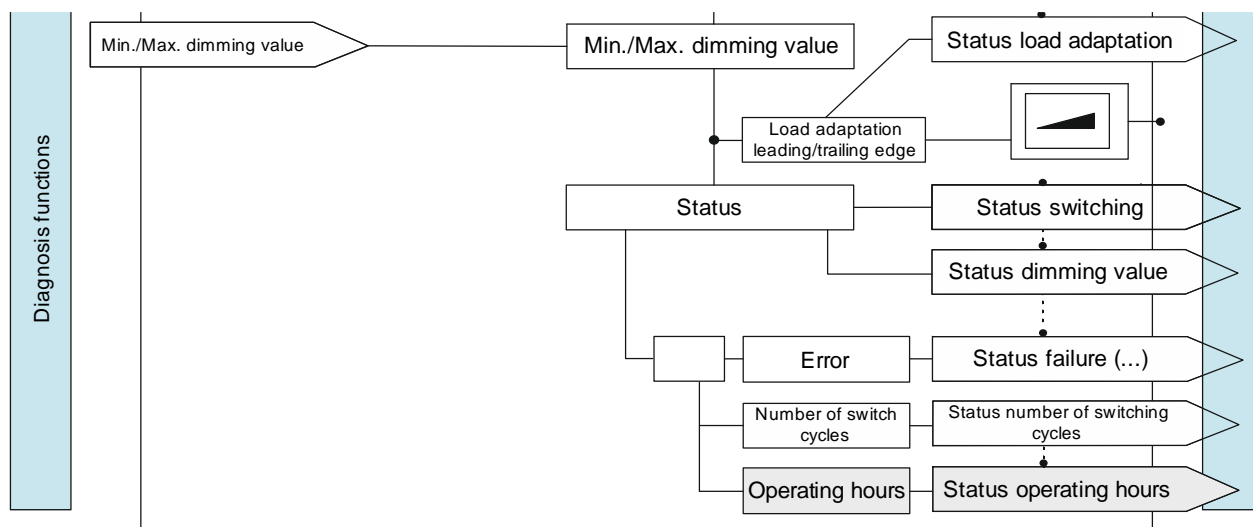 Diagnosis functions
Min./Max. dimming value
Min./Max. dimming value
Status load adaptation
Load adaptation
leading/trailing edge
Status
Status switching
Status dimming value
Error
Status failure (...)
Number of switch
cycles
Status number of switching
cycles
Operating hours
Status operating hours